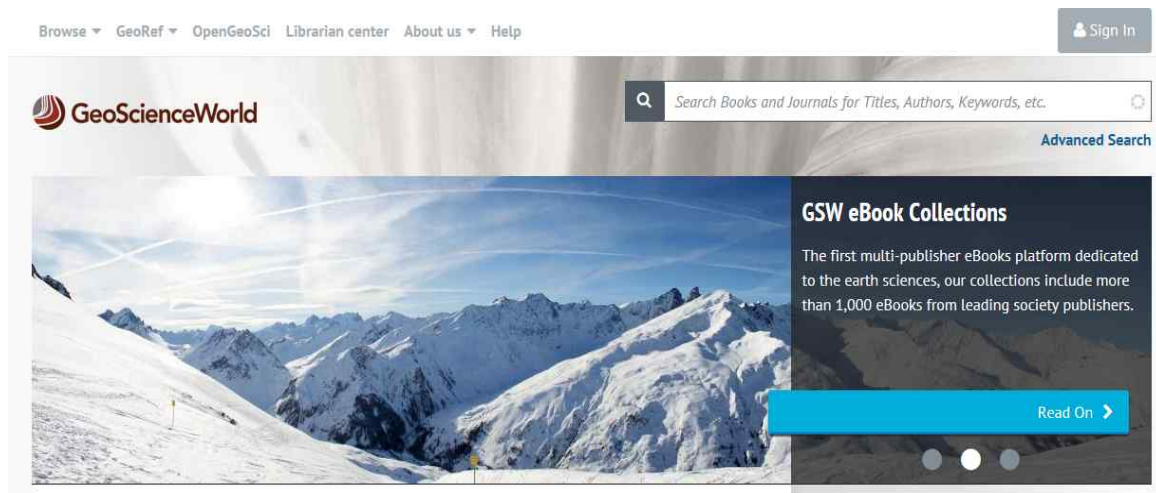 Browse GeoRef OpenGeoSci Librarian center About us Help
Sign In
GeoScienceWorld
Search Books and Journals for Titles, Authors, Keywords, etc.
Advanced Search
GSW eBook Collections
The first multi-publisher eBooks platform dedicated
to the earth sciences, our collections include more
than 1,000 eBooks from leading society publishers.
Read On